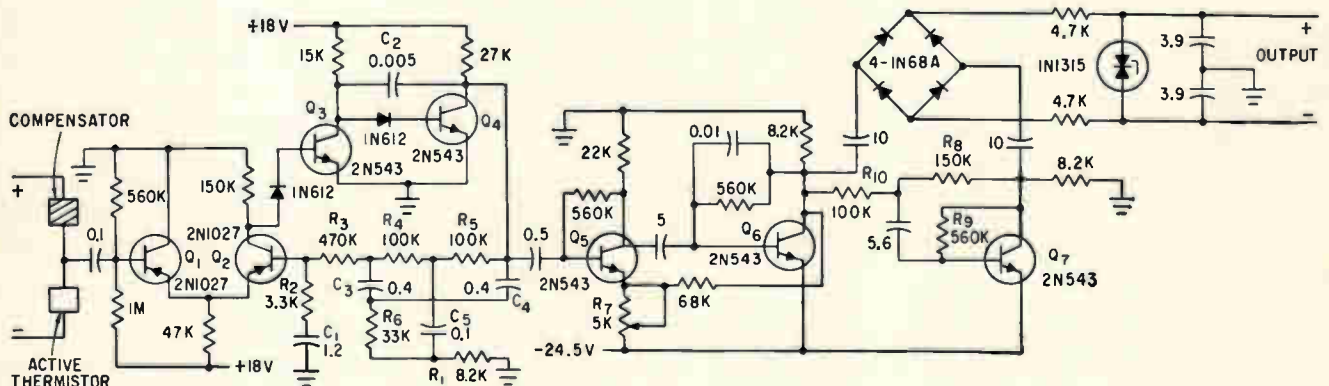 COMPENSATOR
+
-
ACTIVE
THERMISTOR
0.1
560K
1M
Q1
2N1027
150K
2N1027
Q2
47K
+18V
+18V
15K
C2
0.005
27K
Q3
1N612
2N543
Q4
2N543
1N612
R3
470K
R4
100K
R5
100K
R2
3.3K
C1
1.2
C3
0.4
0.4
C4
R6
33K
C5
0.1
R1 8.2K
0.5
560K
22K
Q5
2N543
5
0.01
560K
8.2K
Q6
2N543
R7
5K
68K
-24.5V
10
R10
100K
5.6
R8
150K
R9
560K
Q7
2N543
10
8.2K
4-1N68A
4.7K
4.7K
1N1315
3.9
3.9
+
OUTPUT
-